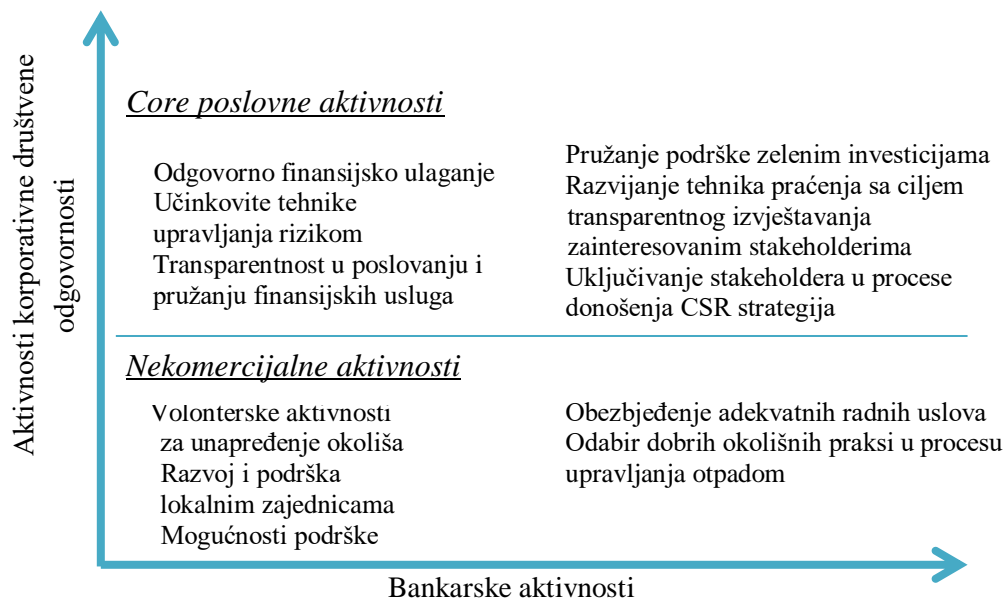 Aktivnosti korporativne društvene
odgovornosti
Core poslovne aktivnosti
Odgovorno finansijsko ulaganje
Učinkovite tehnike
upravljanja rizikom
Transparentnost u poslovanju i
pružanju finansijskih usluga
Pružanje podrške zelenim investicijama
Razvijanje tehnika praćenja sa ciljem
transparentnog izvještavanja
zainteresovanim stakeholderima
Uključivanje stakeholdera u procese
donošenja CSR strategija
Nekomercijalne aktivnosti
Volonterske aktivnosti
za unapređenje okoliša
Razvoj i podrška
lokalnim zajednicama
Mogućnosti podrške
Obezbjeđenje adekvatnih radnih uslova
Odabir dobrih okolišnih praksi u procesu
upravljanja otpadom
Bankarske aktivnosti